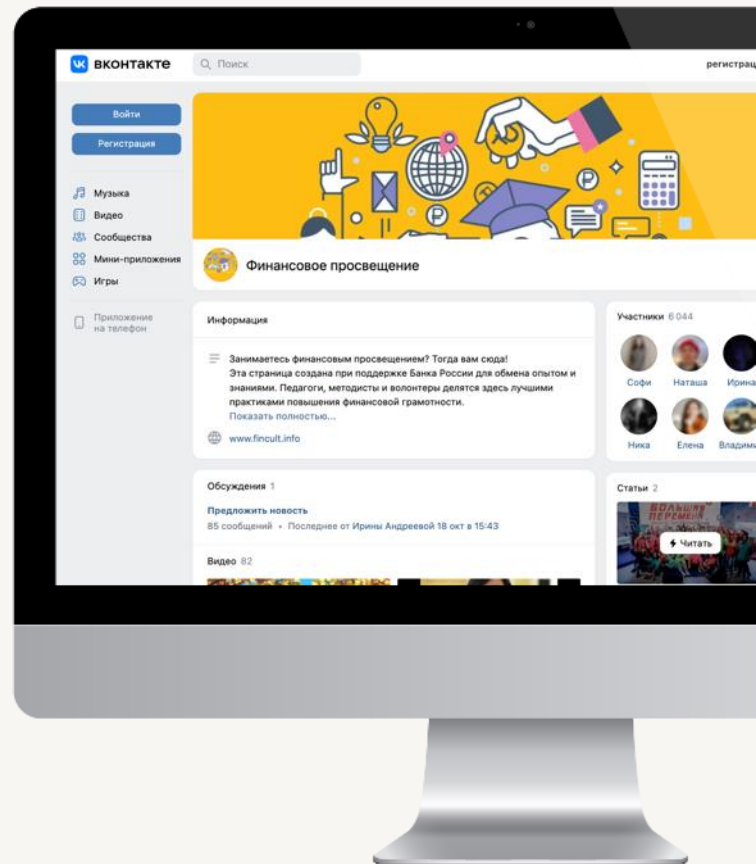 вконтакте
Поиск
регистрац
Войти
Регистрация
Музыка
Видео
Сообщества
Мини-приложения
Игры
Приложение
на телефон
Финансовое просвещение
Информация
Занимаетесь финансовым просвещением? Тогда вам сюда!
Эта страница создана при поддержке Банка России для обмена опытом и
знаниями. Педагоги, методисты и волонтеры делятся здесь лучшими
практиками повышения финансовой грамотности.
Показать полностью...
www.fincult.info
Обсуждения 1
Предложить новость
85 сообщений • Последнее от Ирины Андреевой 18 окт в 15:43
Видео 82
Участники 6 044
Софи Наташа Ирина
Ника Елена Владими
Статьи 2
БОЛЬШАЯ
ПЕРЕМЕНА
Читать